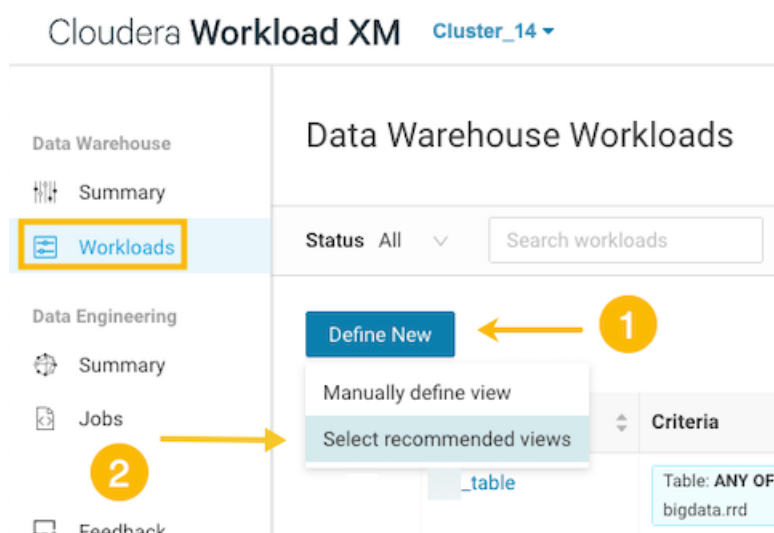 Cloudera Workload XM Cluster_14
Data Warehouse
Summary
Workloads
Data Engineering
Summary
Jobs
2
Feedback
Data Warehouse Workloads
Status All Search workloads
Define New 1
Manually define view
Select recommended views
Criteria
_table
Table: ANY OF
bigdata.rrd